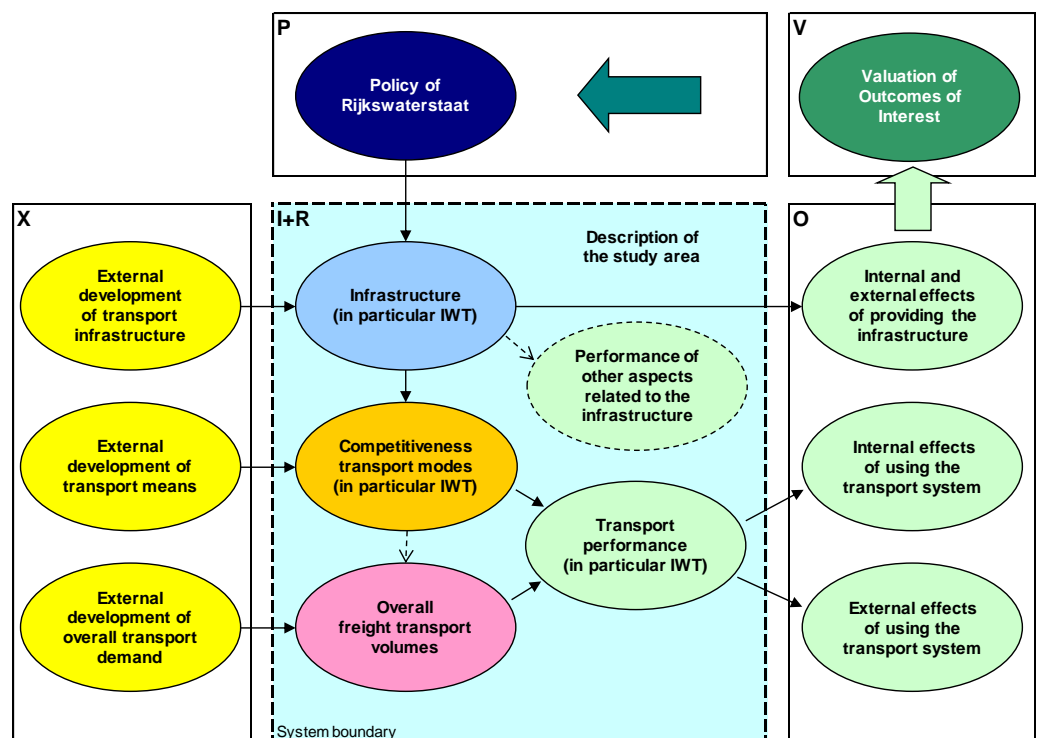 P
Policy of
Rijkswaterstaat
V
Valuation of
Outcomes of
Interest
X
External
development
of transport
infrastructure
External
development of
transport means
External
development of
overall transport
demand
I+R
Description of
the study area
Infrastructure
(in particular IWT)
Performance of
other aspects
related to the
infrastructure
Competitiveness
transport modes
(in particular IWT)
Transport
performance
(in particular IWT)
Overall
freight transport
volumes
System boundary
O
Internal and
external effects
of providing the
infrastructure
Internal effects
of using the
transport system
External effects
of using the
transport system